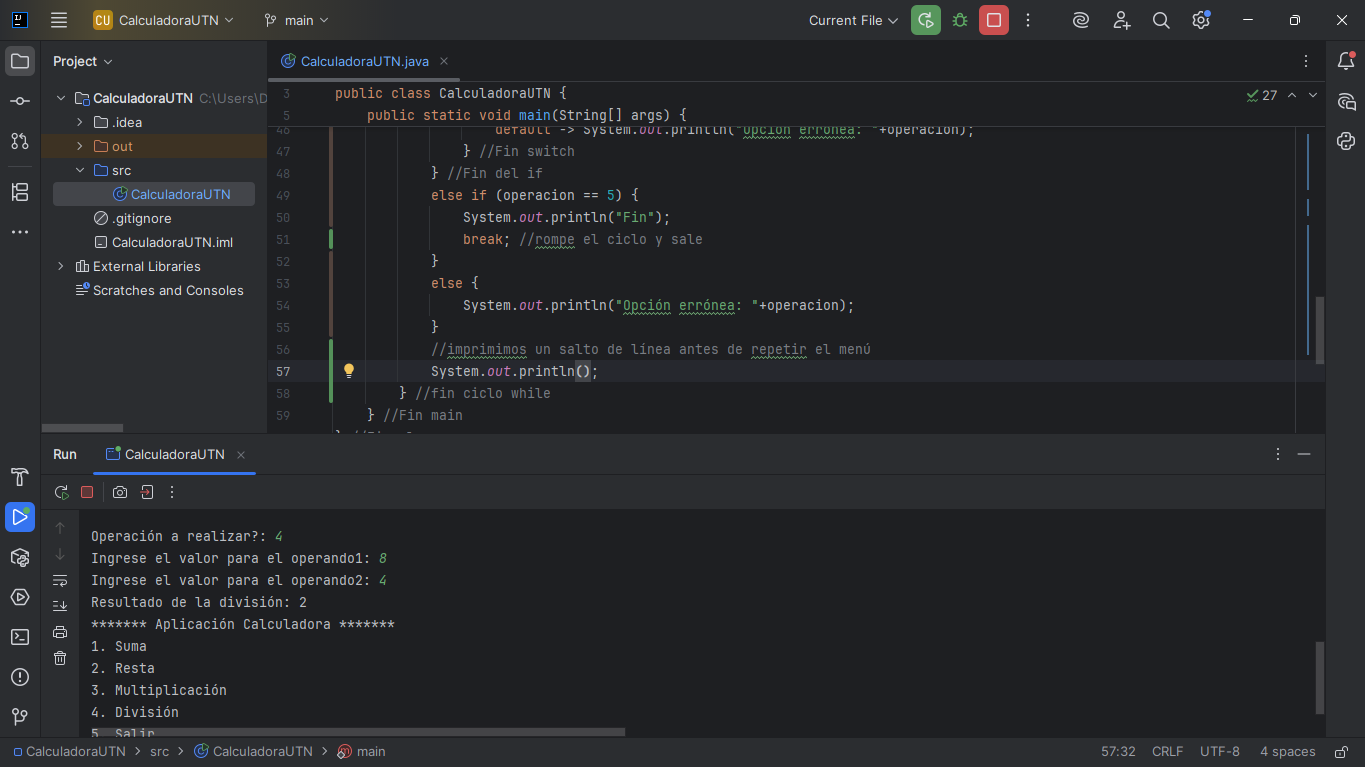 CU CalculadoraUTN main Current File
Project
CalculadoraUTN.java
CalculadoraUTN C:\Users\D
.idea
out
src
CalculadoraUTN
.gitignore
CalculadoraUTN.iml
External Libraries
Scratches and Consoles
27
3 public class CalculadoraUTN {
5 public static void main(String[] args) {
46 default -> System.out.println("Opción errónea: "+operacion);
47 } //Fin switch
48 } //Fin del if
49 else if (operacion == 5) {
50 System.out.println("Fin");
51 break; //rompe el ciclo y sale
52 }
53 else {
54 System.out.println("Opción errónea: "+operacion);
55 }
56 //imprimimos un salto de línea antes de repetir el menú
57 System.out.println();
58 } //fin ciclo while
59 } //Fin main
Run CalculadoraUTN
Operación a realizar?: 4
Ingrese el valor para el operando1: 8
Ingrese el valor para el operando2: 4
Resultado de la división: 2
******* Aplicación Calculadora *******
1. Suma
2. Resta
3. Multiplicación
4. División
5. Salir
CalculadoraUTN > src > CalculadoraUTN > main 57:32 CRLF UTF-8 4 spaces